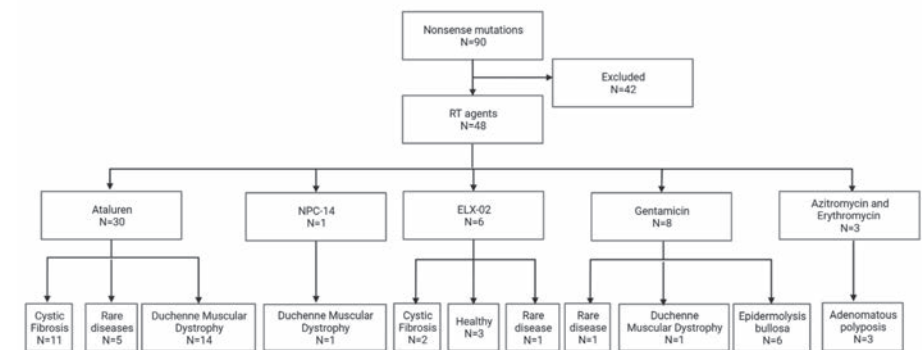 Nonsense mutations
N=90
Excluded
N=42
RT agents
N=48
Ataluren
N=30
NPC-14
N=1
ELX-02
N=6
Gentamicin
N=8
Azitromycin and
Erythromycin
N=3
Cystic
Fibrosis
N=11
Rare
diseases
N=5
Duchenne Muscular
Dystrophy
N=14
Duchenne Muscular
Dystrophy
N=1
Cystic
Fibrosis
N=2
Healthy
N=3
Rare
disease
N=1
Rare
disease
N=1
Duchenne
Muscular Dystrophy
N=1
Epidermolysis
bullosa
N=6
Adenomatous
polyposis
N=3